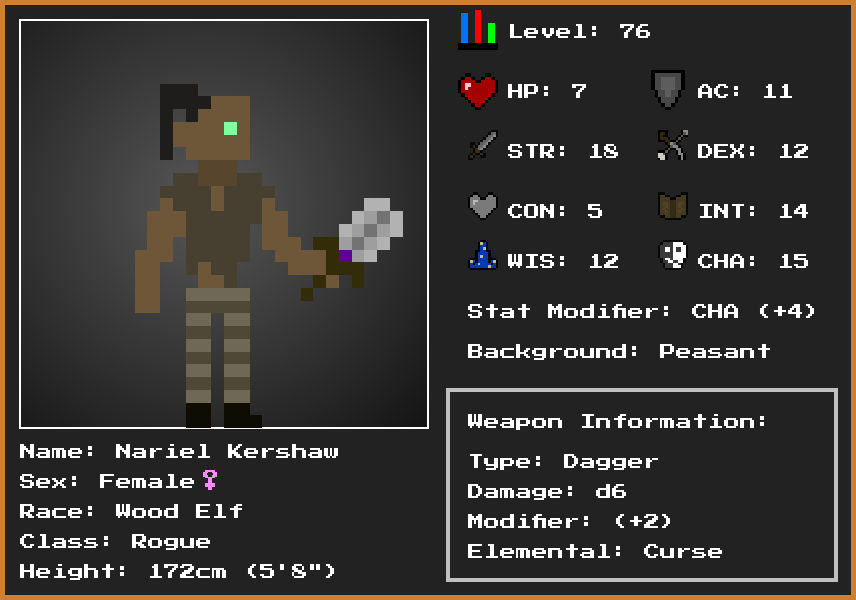 Level: 76
HP: 7
AC: 11
STR: 18
DEX: 12
CON: 5
INT: 14
WIS: 12
CHA: 15
Stat Modifier: CHA (+4)
Background: Peasant
Weapon Information:
Type: Dagger
Damage: d6
Modifier: (+2)
Elemental: Curse
Name: Nariel Kershaw
Sex: Female♀
Race: Wood Elf
Class: Rogue
Height: 172cm (5'8")